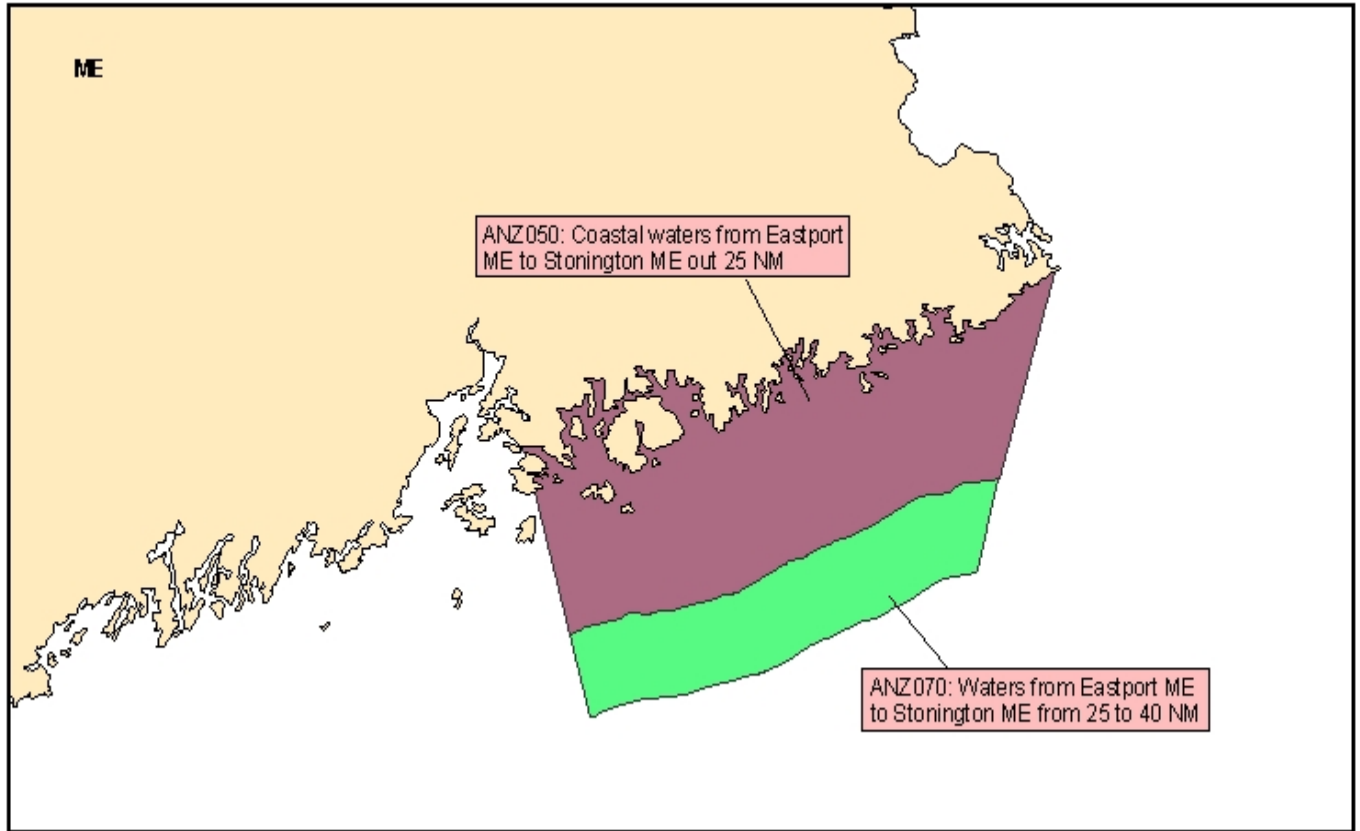 ME
ANZ050: Coastal waters from Eastport
ME to Stonington ME out 25 NM
ANZ070: Waters from Eastport ME
to Stonington ME from 25 to 40 NM